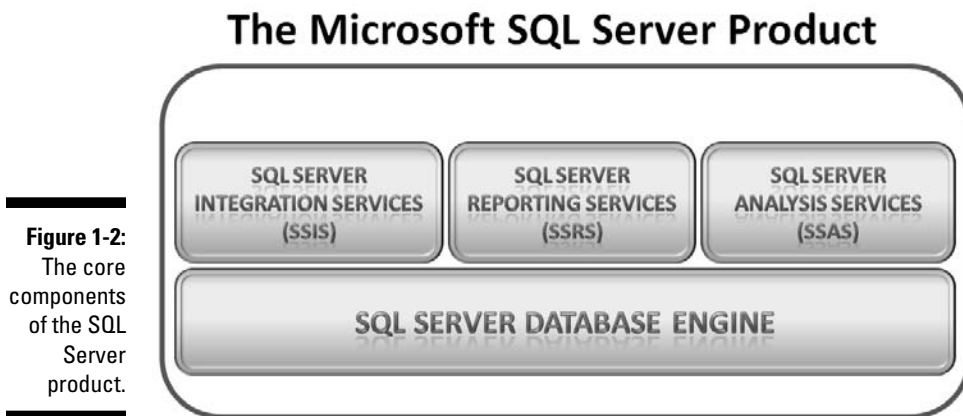 The Microsoft SQL Server Product
SQL SERVER
INTEGRATION SERVICES
(SSIS)
SQL SERVER
REPORTING SERVICES
(SSRS)
SQL SERVER
ANALYSIS SERVICES
(SSAS)
SQL SERVER DATABASE ENGINE
Figure 1-2:
The core
components
of the SQL
Server
product.